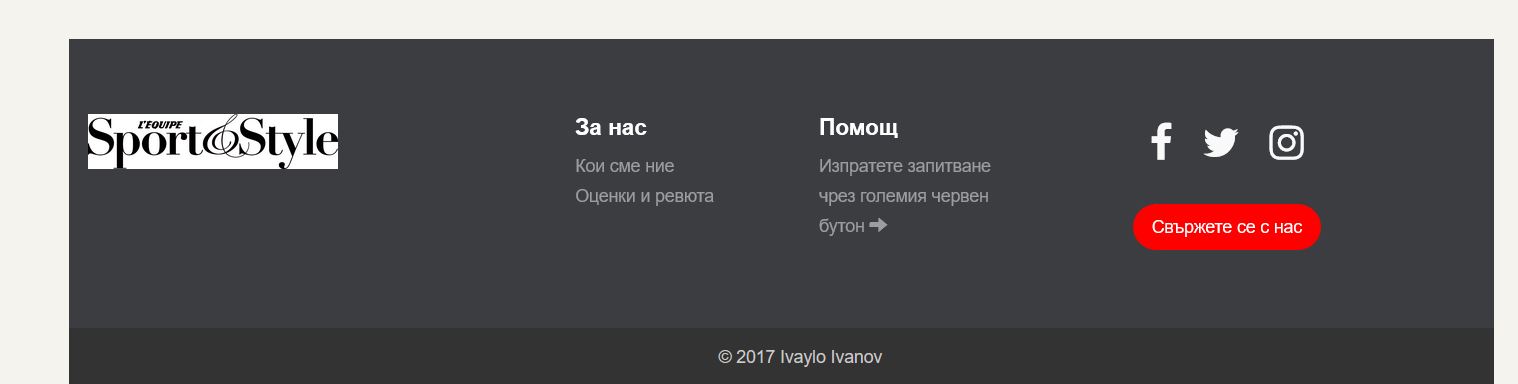 L'EQUIPE
Sport&Style
За нас
Кои сме ние
Оценки и ревюта
Помощ
Изпратете запитване
чрез големия червен
бутон
Свържете се с нас
© 2017 Ivaylo Ivanov